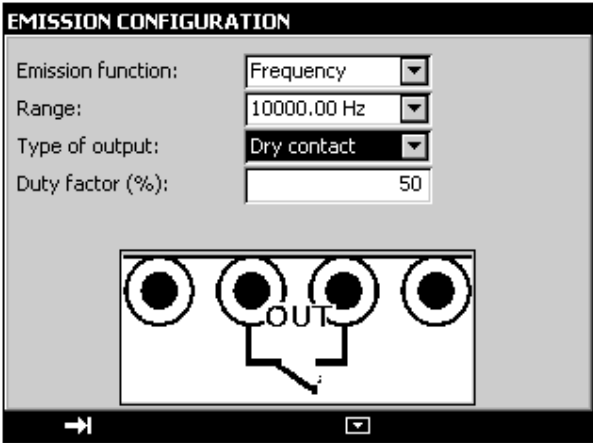 EMISSION CONFIGURATION
Emission function: Frequency
Range: 10000.00 Hz
Type of output: Dry contact
Duty factor (%): 50
OUT